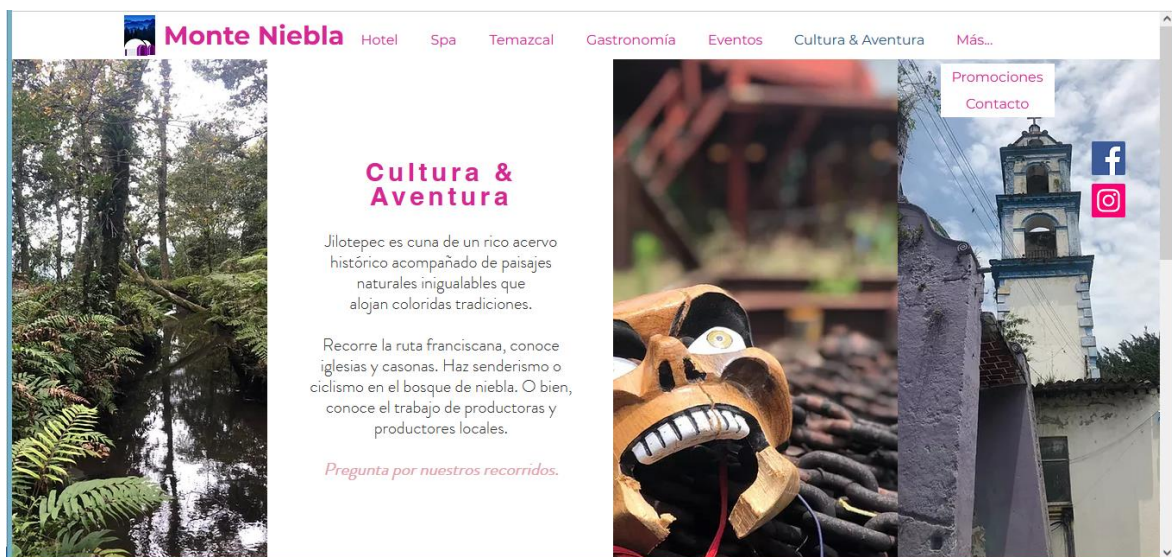 Monte Niebla
Hotel Spa Temazcal Gastronomía Eventos Cultura & Aventura Más...
Promociones
Contacto
Cultura &
Aventura
Jilotepec es cuna de un rico acervo
histórico acompañado de paisajes
naturales inigualables que
alojan coloridas tradiciones.
Recorre la ruta franciscana, conoce
iglesias y casonas. Haz senderismo o
ciclismo en el bosque de niebla. O bien,
conoce el trabajo de productoras y
productores locales.
Pregunta por nuestros recorridos.